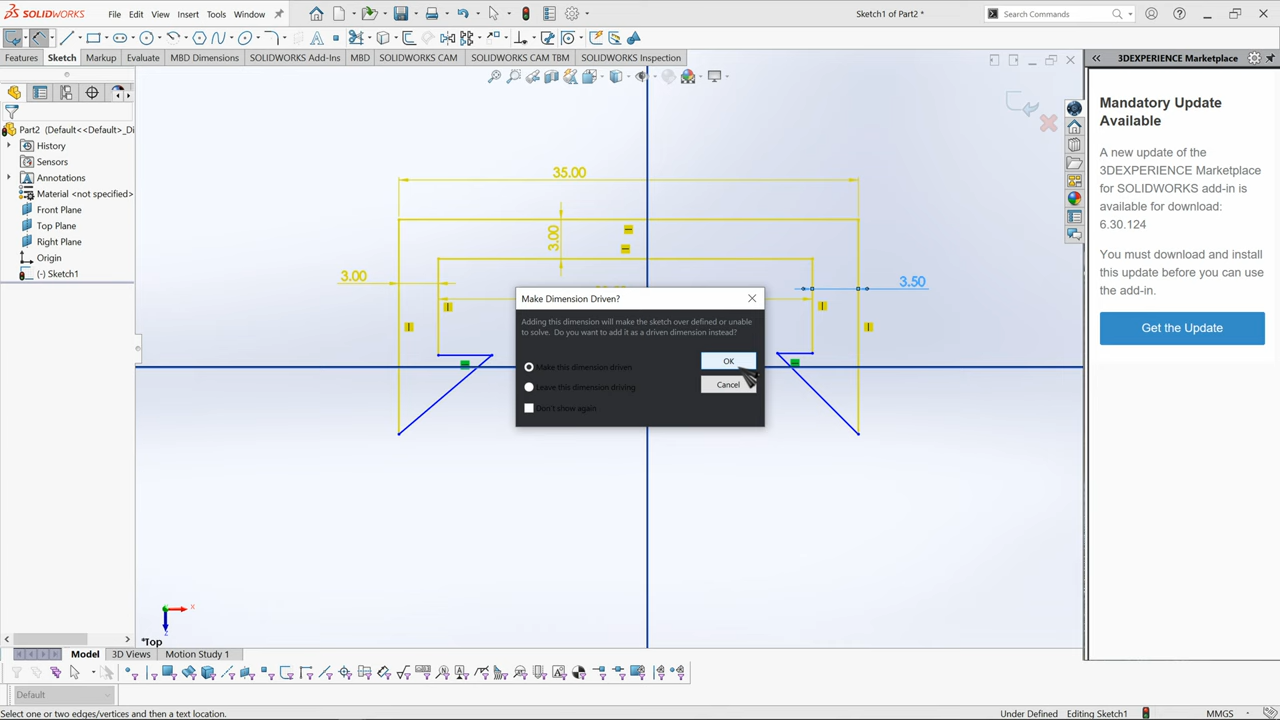 SOLIDWORKS
File
Edit
View
Insert
Tools
Window
Sketch1 of Part2 *
Search Commands
Features
Sketch
Markup
Evaluate
MBD Dimensions
SOLIDWORKS Add-Ins
MBD
SOLIDWORKS CAM
SOLIDWORKS CAM TBM
SOLIDWORKS Inspection
3DEXPERIENCE Marketplace
Part2 (Default<<Default>_Di
History
Sensors
Annotations
Material <not specified>
Front Plane
Top Plane
Right Plane
Origin
(-) Sketch1
35.00
3.00
3.00
3.50
Make Dimension Driven?
Adding this dimension will make the sketch over defined or unable
to solve. Do you want to add it as a driven dimension instead?
Make this dimension driven
Leave this dimension driving
Don't show again
OK
Cancel
Mandatory Update
Available
A new update of the
3DEXPERIENCE Marketplace
for SOLIDWORKS add-in is
available for download:
6.30.124
You must download and install
this update before you can use
the add-in.
Get the Update
X
Z
*Top
Model
3D Views
Motion Study 1
Default
Select one or two edges/vertices and then a text location.
Under Defined
Editing Sketch1
MMGS